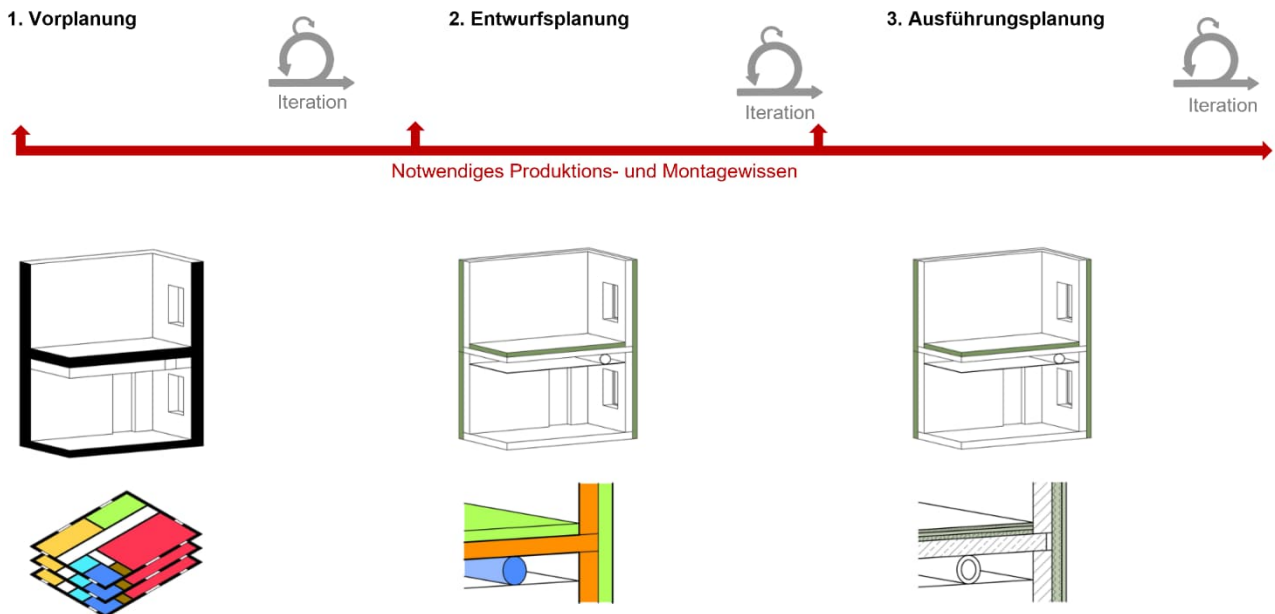 1. Vorplanung
2. Entwurfsplanung
3. Ausführungsplanung
Iteration
Iteration
Iteration
Notwendiges Produktions- und Montagewissen